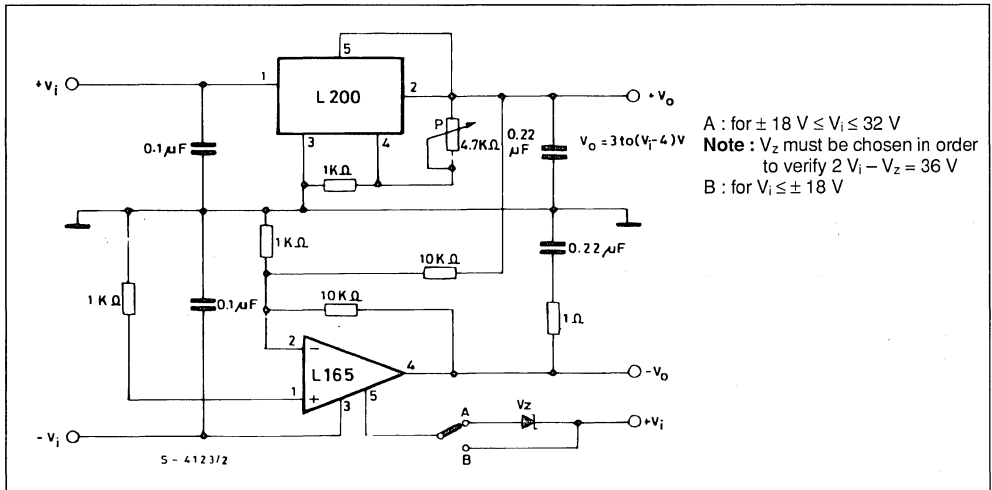 5
+Vi
1
L 200
2
+Vo
3
4
P
4.7KΩ
0.22
µF
Vo = 3 to(Vi-4)V
0.1µF
1KΩ
A : for ± 18 V ≤ Vi ≤ 32 V
Note : Vz must be chosen in order
to verify 2 Vi – Vz = 36 V
B : for Vi ≤ ± 18 V
1KΩ
10KΩ
0.22µF
1KΩ
0.1µF
10KΩ
1Ω
2
−
L165
4
-Vo
1
+
3
5
A
Vz
+Vi
-Vi
B
S - 4123/2